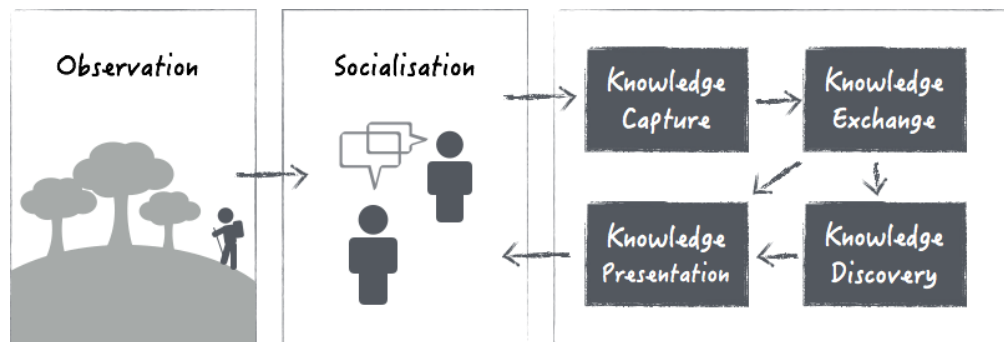 Observation
Socialisation
Knowledge
Capture
Knowledge
Exchange
Knowledge
Presentation
Knowledge
Discovery